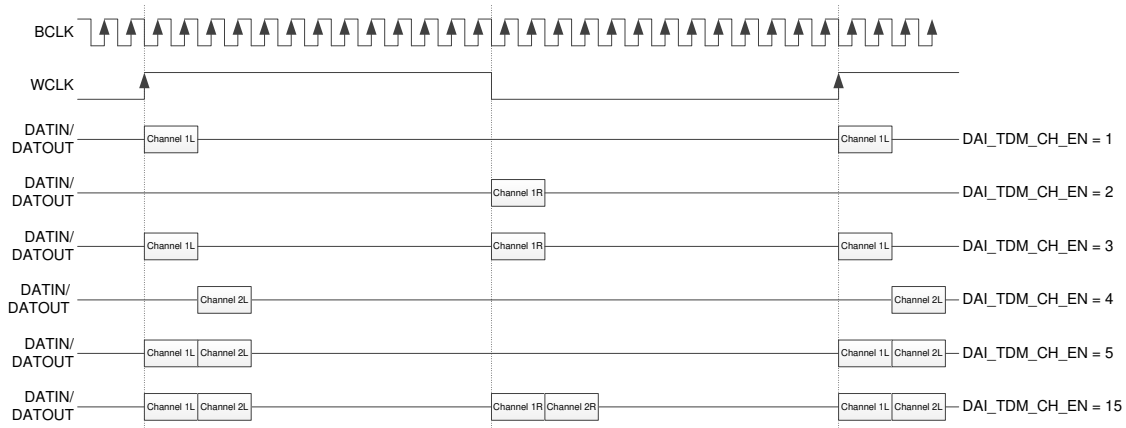 BCLK
WCLK
DATIN/
DATOUT
Channel 1L
Channel 1L
DAI_TDM_CH_EN = 1
DATIN/
DATOUT
Channel 1R
DAI_TDM_CH_EN = 2
DATIN/
DATOUT
Channel 1L
Channel 1R
Channel 1L
DAI_TDM_CH_EN = 3
DATIN/
DATOUT
Channel 2L
Channel 2L
DAI_TDM_CH_EN = 4
DATIN/
DATOUT
Channel 1L
Channel 2L
Channel 1L
Channel 2L
DAI_TDM_CH_EN = 5
DATIN/
DATOUT
Channel 1L
Channel 2L
Channel 1R
Channel 2R
Channel 1L
Channel 2L
DAI_TDM_CH_EN = 15